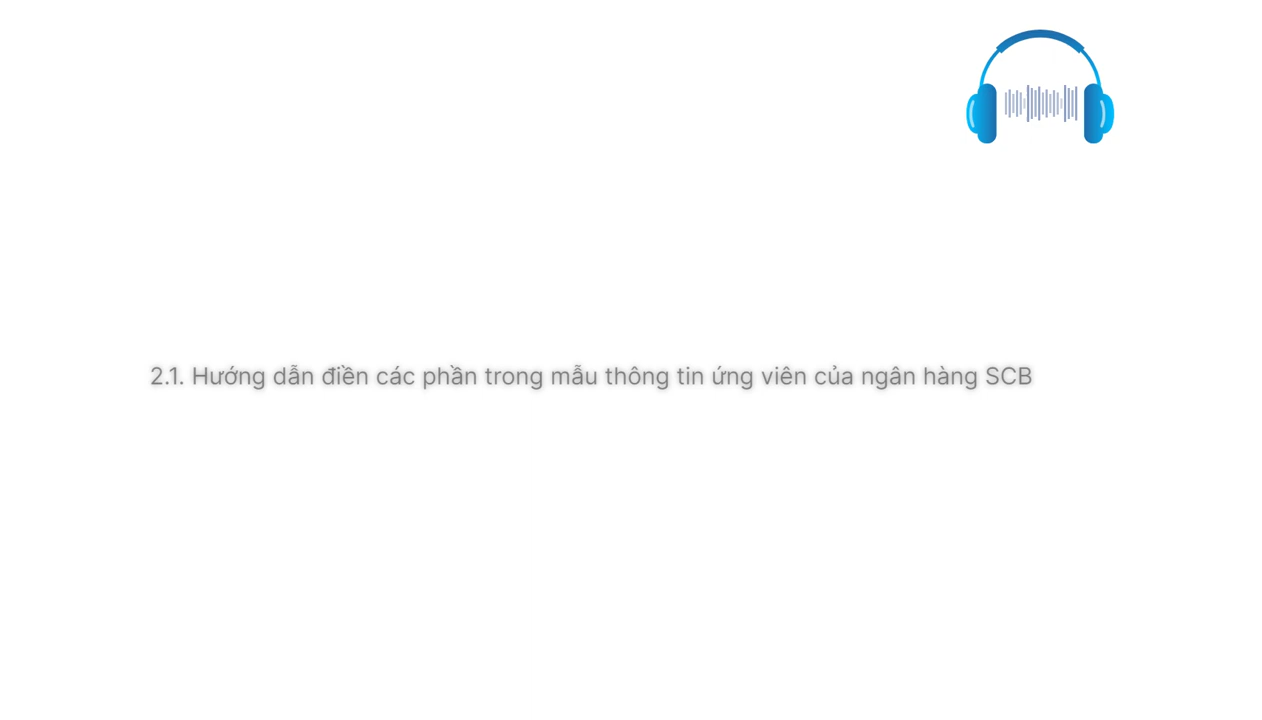 2.1. Hướng dẫn điền các phần trong mẫu thông tin ứng viên của ngân hàng SCB